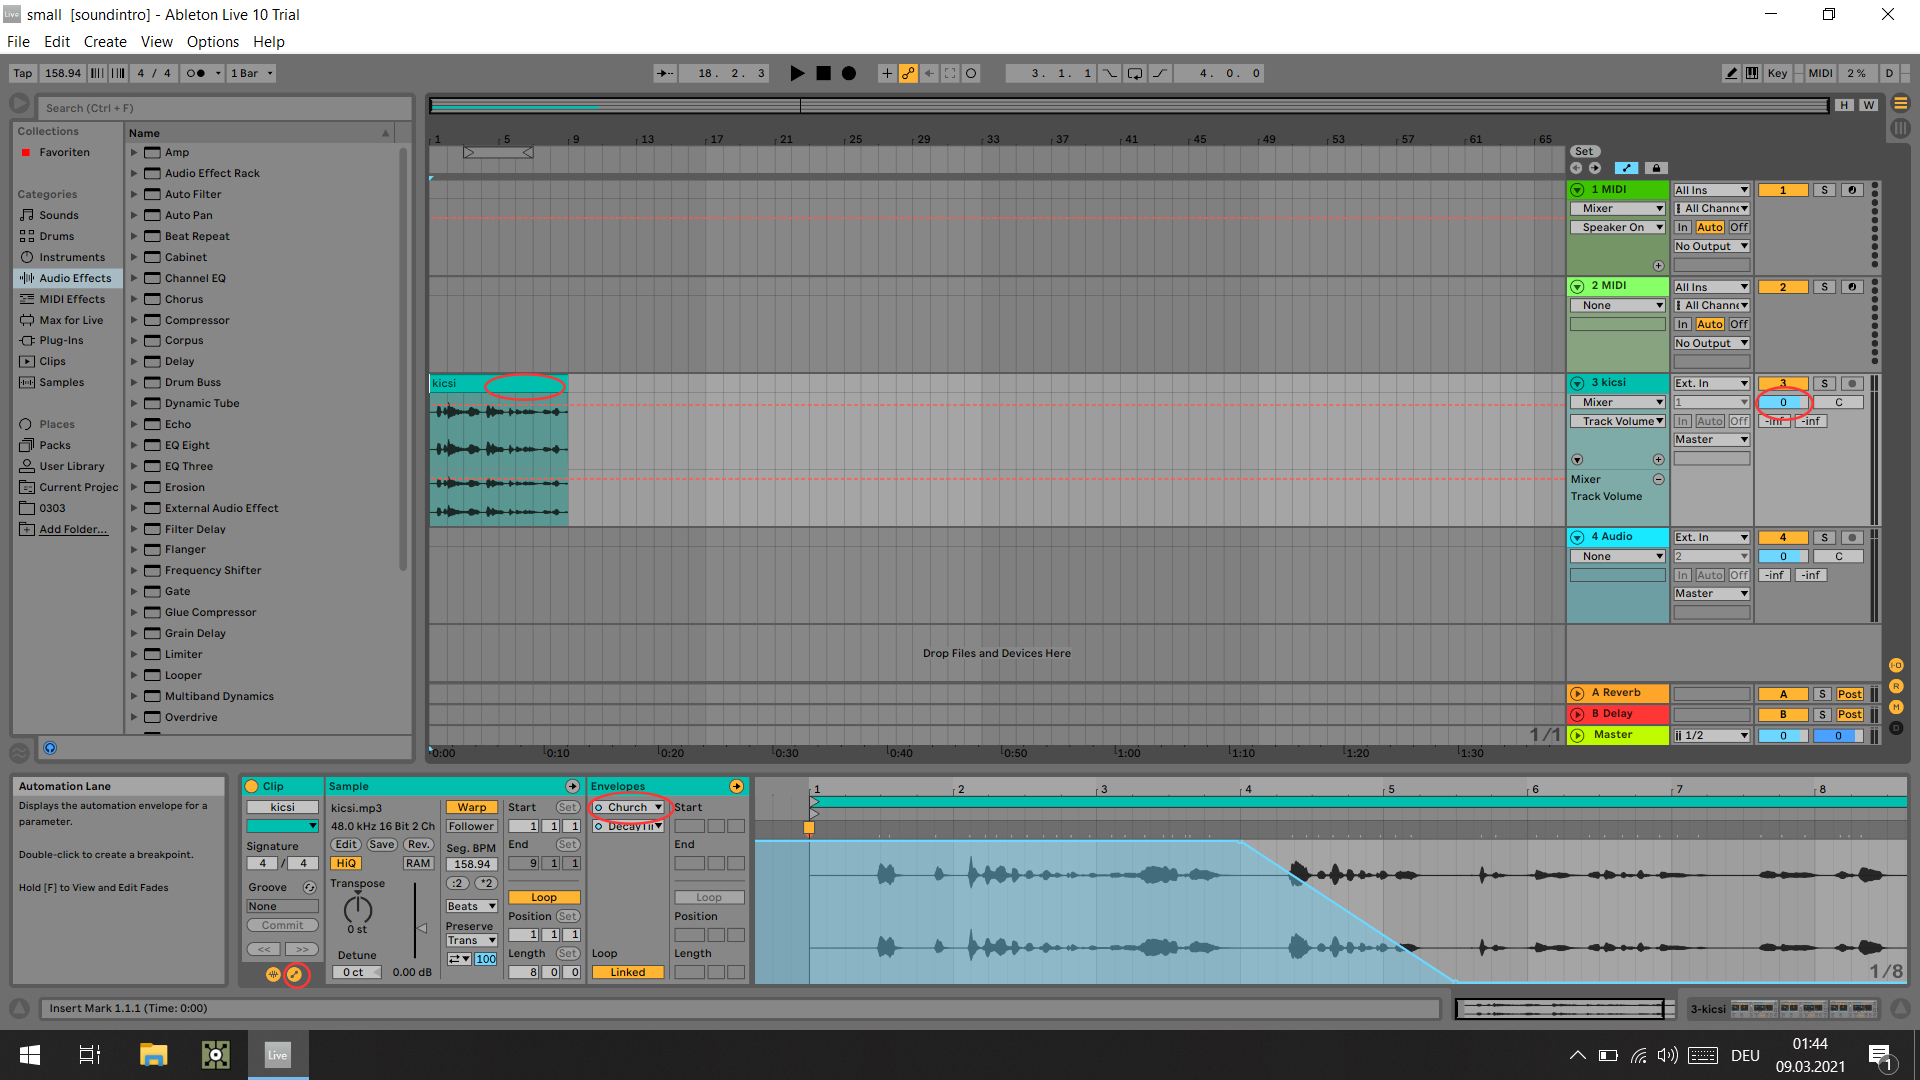 small  [soundintro] - Ableton Live 10 Trial
File Edit Create View Options Help
Tap 158.94 4 / 4 1 Bar 18. 2. 3 3. 1. 1 4. 0. 0 Key MIDI 2 % D
Search (Ctrl + F)
H W
Collections
Favoriten
Categories
Sounds
Drums
Instruments
Audio Effects
MIDI Effects
Max for Live
Plug-Ins
Clips
Samples
Places
Packs
User Library
Current Projec
0303
Add Folder...
Name
Amp
Audio Effect Rack
Auto Filter
Auto Pan
Beat Repeat
Cabinet
Channel EQ
Chorus
Compressor
Corpus
Delay
Drum Buss
Dynamic Tube
Echo
EQ Eight
EQ Three
Erosion
External Audio Effect
Filter Delay
Flanger
Frequency Shifter
Gate
Glue Compressor
Grain Delay
Limiter
Looper
Multiband Dynamics
Overdrive
1 5 9 13 17 21 25 29 33 37 41 45 49 53 57 61 65
Set
1 MIDI All Ins 1 S
Mixer All Channe
Speaker On In Auto Off
No Output
2 MIDI All Ins 2 S
None All Channe
In Auto Off
No Output
kicsi
3 kicsi Ext. In 3 S
Mixer 1 0 C
Track Volume In Auto Off -inf -inf
Master
Mixer
Track Volume
4 Audio Ext. In 4 S
None 2 0 C
In Auto Off -inf -inf
Master
Drop Files and Devices Here
A Reverb A S Post
B Delay B S Post
1/1 Master 1/2 0 0
0:00 0:10 0:20 0:30 0:40 0:50 1:00 1:10 1:20 1:30
Automation Lane
Displays the automation envelope for a
parameter.
Double-click to create a breakpoint.
Hold [F] to View and Edit Fades
Clip
kicsi
Signature
4 / 4
Groove
None
Commit
<< >>
Sample
kicsi.mp3
48.0 kHz 16 Bit 2 Ch
Edit Save Rev.
HiQ RAM
Transpose
0 st
Detune
0 ct 0.00 dB
Warp
Follower
Seg. BPM
158.94
:2 *2
Beats
Preserve
Trans
100
Start Set
1 1 1
End Set
9 1 1
Loop
Position Set
1 1 1
Length Set
8 0 0
Envelopes
Church
DecayTi
Loop
Linked
Start
End
Loop
Position
Length
1 2 3 4 5 6 7 8
1/8
Insert Mark 1.1.1 (Time: 0:00)
3-kicsi
I·O
R
M
D
Live
DEU
01:44
09.03.2021
1